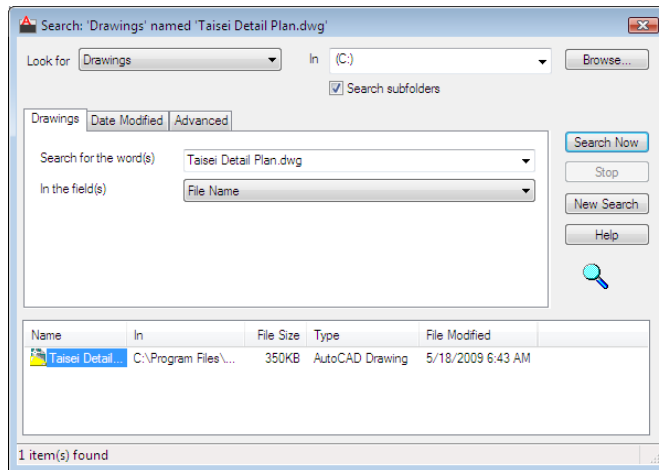 Search: 'Drawings' named 'Taisei Detail Plan.dwg'
Look for Drawings In (C:) Browse...
Search subfolders
Drawings Date Modified Advanced
Search Now
Search for the word(s) Taisei Detail Plan.dwg
Stop
In the field(s) File Name
New Search
Help
Name In File Size Type File Modified
Taisei Detail... C:\Program Files\... 350KB AutoCAD Drawing 5/18/2009 6:43 AM
1 item(s) found